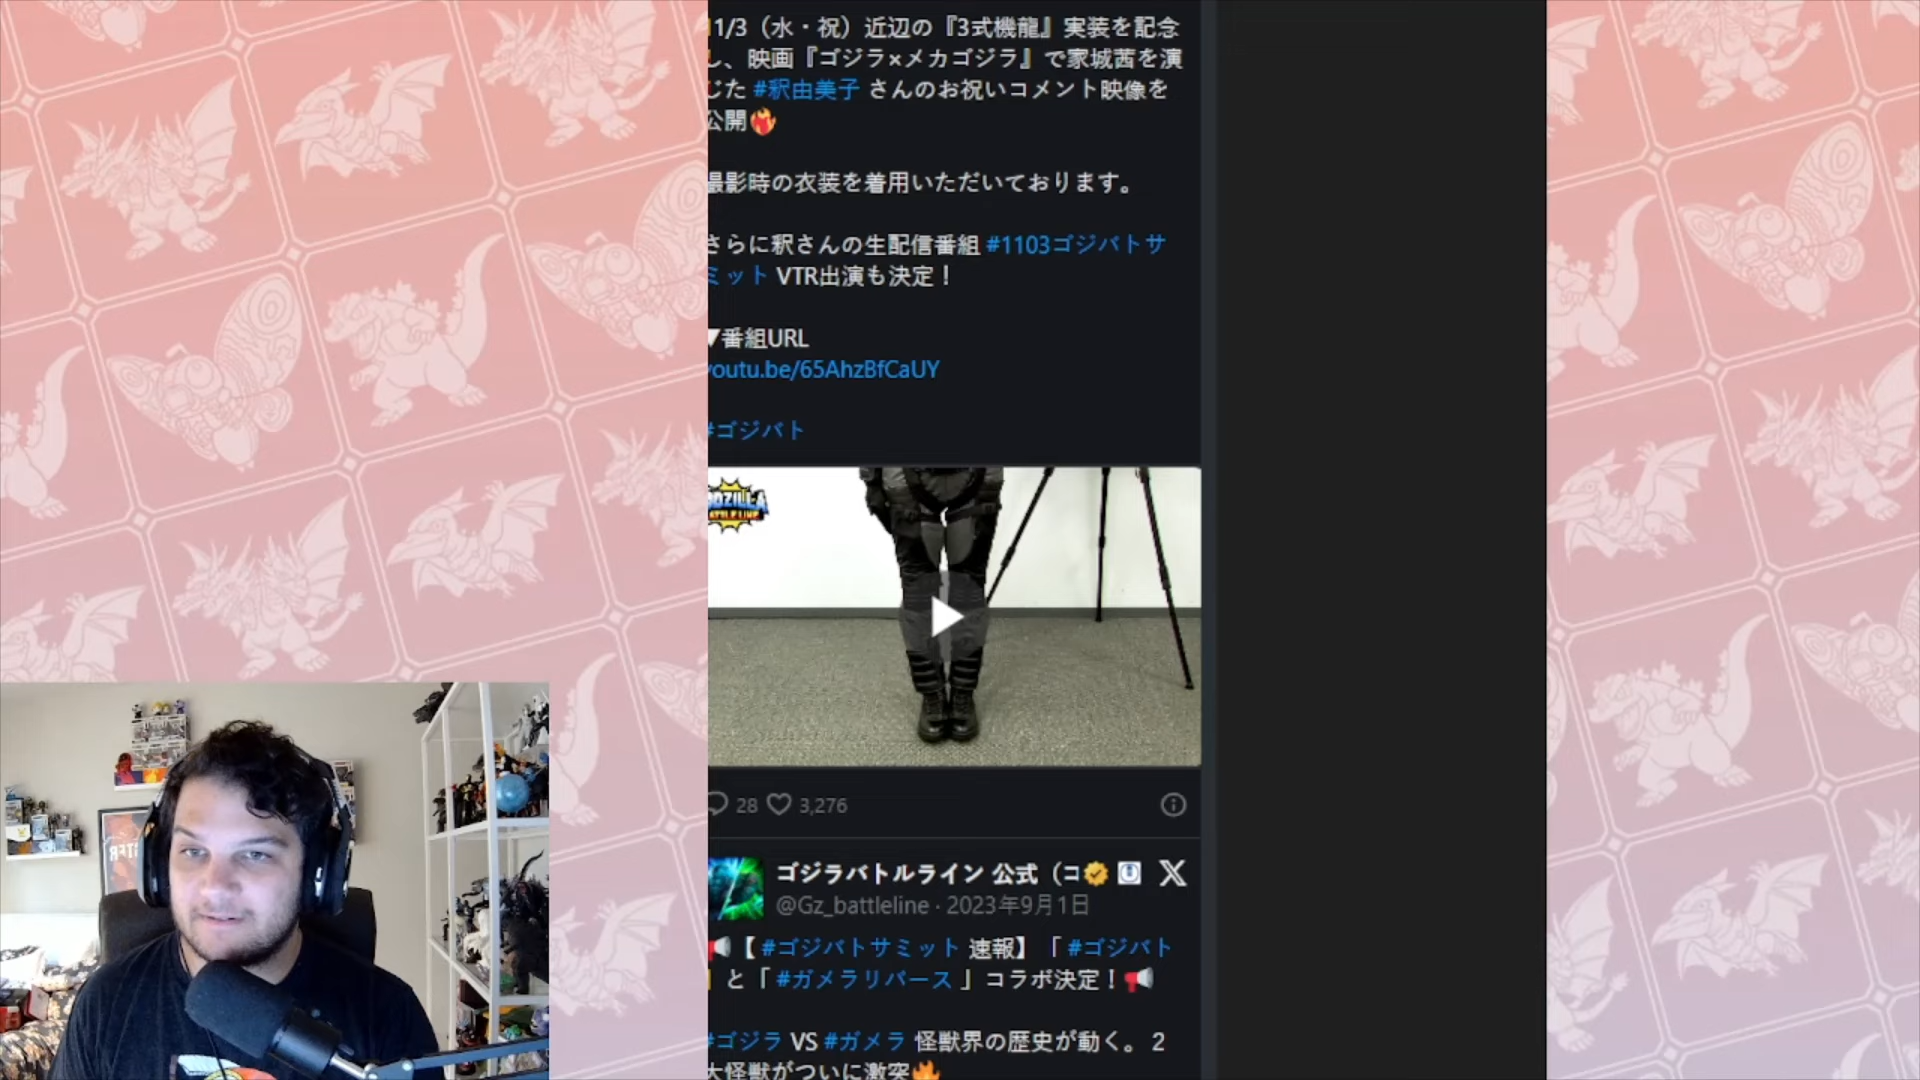 11/3（水・祝）近辺の『3式機龍』実装を記念
し、映画『ゴジラ×メカゴジラ』で家城茜を演
じた #釈由美子 さんのお祝いコメント映像を
公開
撮影時の衣装を着用いただいております。
さらに釈さんの生配信番組 #1103ゴジバトサ
ミット VTR出演も決定！
▼番組URL
youtu.be/65AhzBfCaUY
#ゴジバト
GODZILLA
BATTLE LINE
28 3,276
ゴジラバトルライン 公式（コ
@Gz_battleline · 2023年9月1日
【 #ゴジバトサミット 速報】「 #ゴジバト
」と「 #ガメラリバース 」コラボ決定！
#ゴジラ VS #ガメラ 怪獣界の歴史が動く。２
大怪獣がついに激突